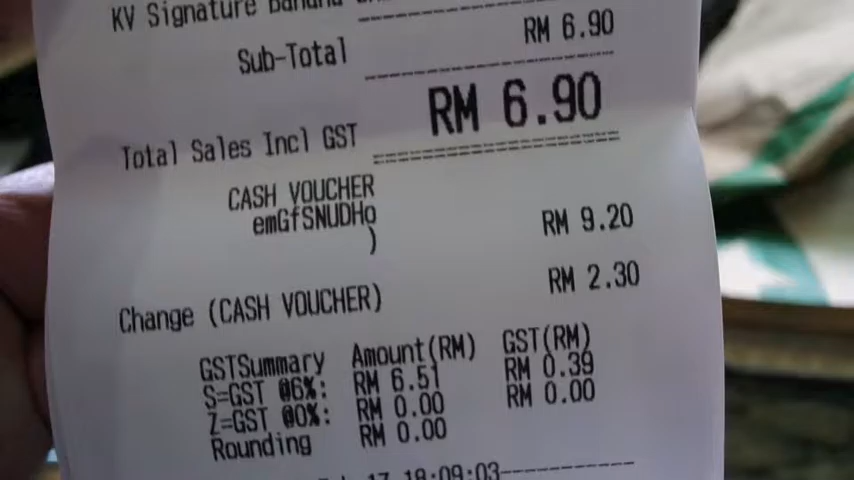 KV Signature Banana
Sub-Total RM 6.90
Total Sales Incl GST RM 6.90
CASH VOUCHER
emGfSNUDHo
) RM 9.20
Change (CASH VOUCHER) RM 2.30
GSTSummary Amount(RM) GST(RM)
S=GST @6%: RM 6.51 RM 0.39
Z=GST @0%: RM 0.00 RM 0.00
Rounding RM 0.00
17 18:09:03